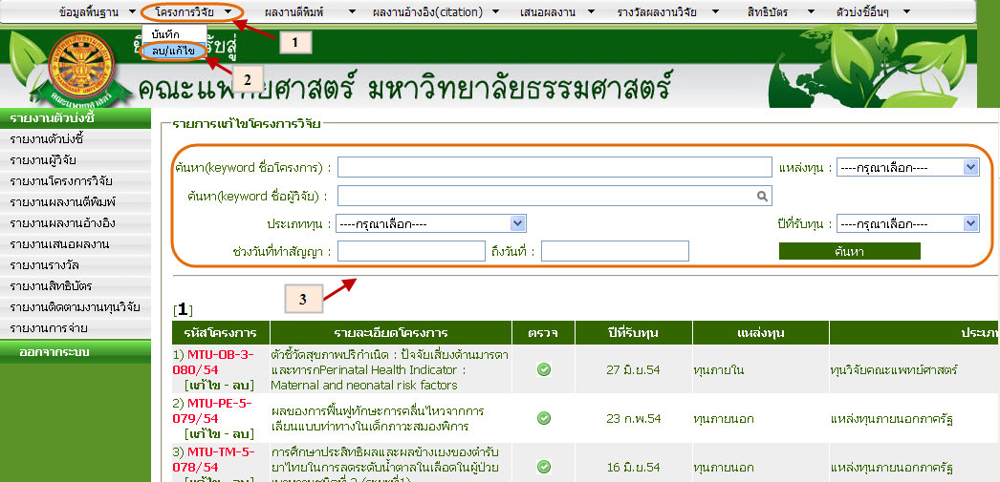 ข้อมูลพื้นฐาน โครงการวิจัย ผลงานตีพิมพ์ ผลงานอ้างอิง(citation) เสนอผลงาน รางวัลผลงานวิจัย สิทธิบัตร ตัวบ่งชี้อื่นๆ
บันทึก
ลบ/แก้ไข
1
2
คณะแพทยศาสตร์ มหาวิทยาลัยธรรมศาสตร์
รายงานตัวบ่งชี้
รายงานตัวบ่งชี้
รายงานผู้วิจัย
รายงานโครงการวิจัย
รายงานผลงานตีพิมพ์
รายงานผลงานอ้างอิง
รายงานเสนอผลงาน
รายงานรางวัล
รายงานสิทธิบัตร
รายงานติดตามงานทุนวิจัย
รายงานการจ่าย
ออกจากระบบ
รายการแก้ไขโครงการวิจัย
ค้นหา(keyword ชื่อโครงการ) : แหล่งทุน : ----กรุณาเลือก----
ค้นหา(keyword ชื่อผู้วิจัย) :
ประเภททุน : ----กรุณาเลือก---- ปีที่รับทุน : ----กรุณาเลือก----
ช่วงวันที่ทำสัญญา : ถึงวันที่ : ค้นหา
3
[1]
รหัสโครงการ รายละเอียดโครงการ ตรวจ ปีที่รับทุน แหล่งทุน ประเภท
1) MTU-OB-3-080/54 [แก้ไข - ลบ] ตัวชี้วัดสุขภาพปริกำเนิด : ปัจจัยเสี่ยงด้านมารดา
และทารกPerinatal Health Indicator :
Maternal and neonatal risk factors 27 มิ.ย.54 ทุนภายใน ทุนวิจัยคณะแพทย์ศาสตร์
2) MTU-PE-5-079/54 [แก้ไข - ลบ] ผลของการฟื้นฟูทักษะการเคลื่อนไหวจากการ
เลียนแบบท่าทางในเด็กภาวะสมองพิการ 23 ก.พ.54 ทุนภายนอก แหล่งทุนภายนอกภาครัฐ
3) MTU-TM-5-078/54 การศึกษาประสิทธิผลและผลข้างเคียงของตำรับ
ยาไทยในการลดระดับน้ำตาลในเลือดในผู้ป่วย 16 มิ.ย.54 ทุนภายนอก แหล่งทุนภายนอกภาครัฐ